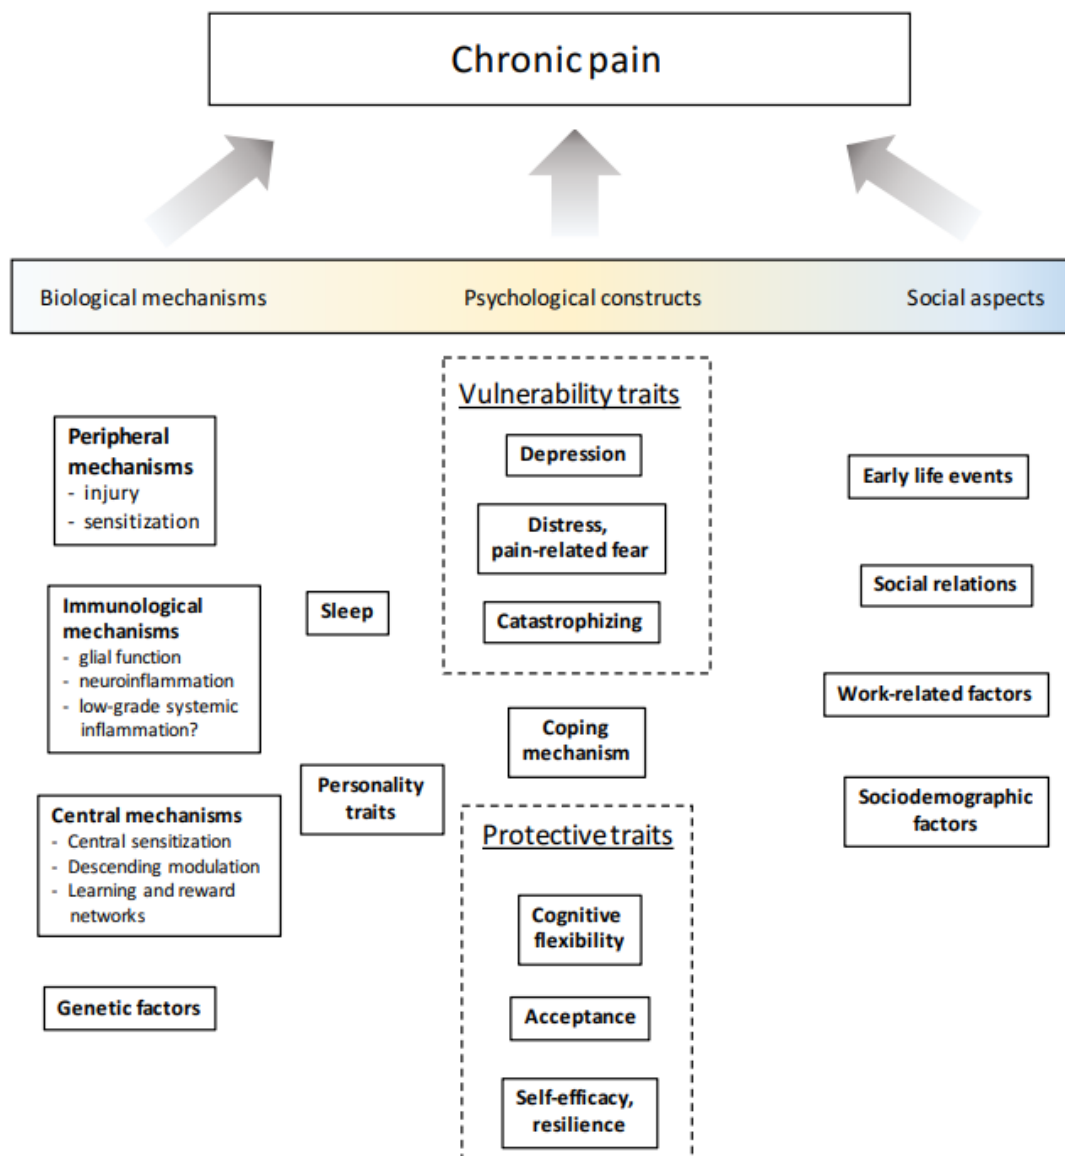 Chronic pain
Biological mechanisms
Psychological constructs
Social aspects
Peripheral
mechanisms
- injury
- sensitization
Immunological
mechanisms
- glial function
- neuroinflammation
- low-grade systemic
inflammation?
Central mechanisms
- Central sensitization
- Descending modulation
- Learning and reward
networks
Genetic factors
Sleep
Personality
traits
Vulnerability traits
Depression
Distress,
pain-related fear
Catastrophizing
Coping
mechanism
Protective traits
Cognitive
flexibility
Acceptance
Self-efficacy,
resilience
Early life events
Social relations
Work-related factors
Sociodemographic
factors